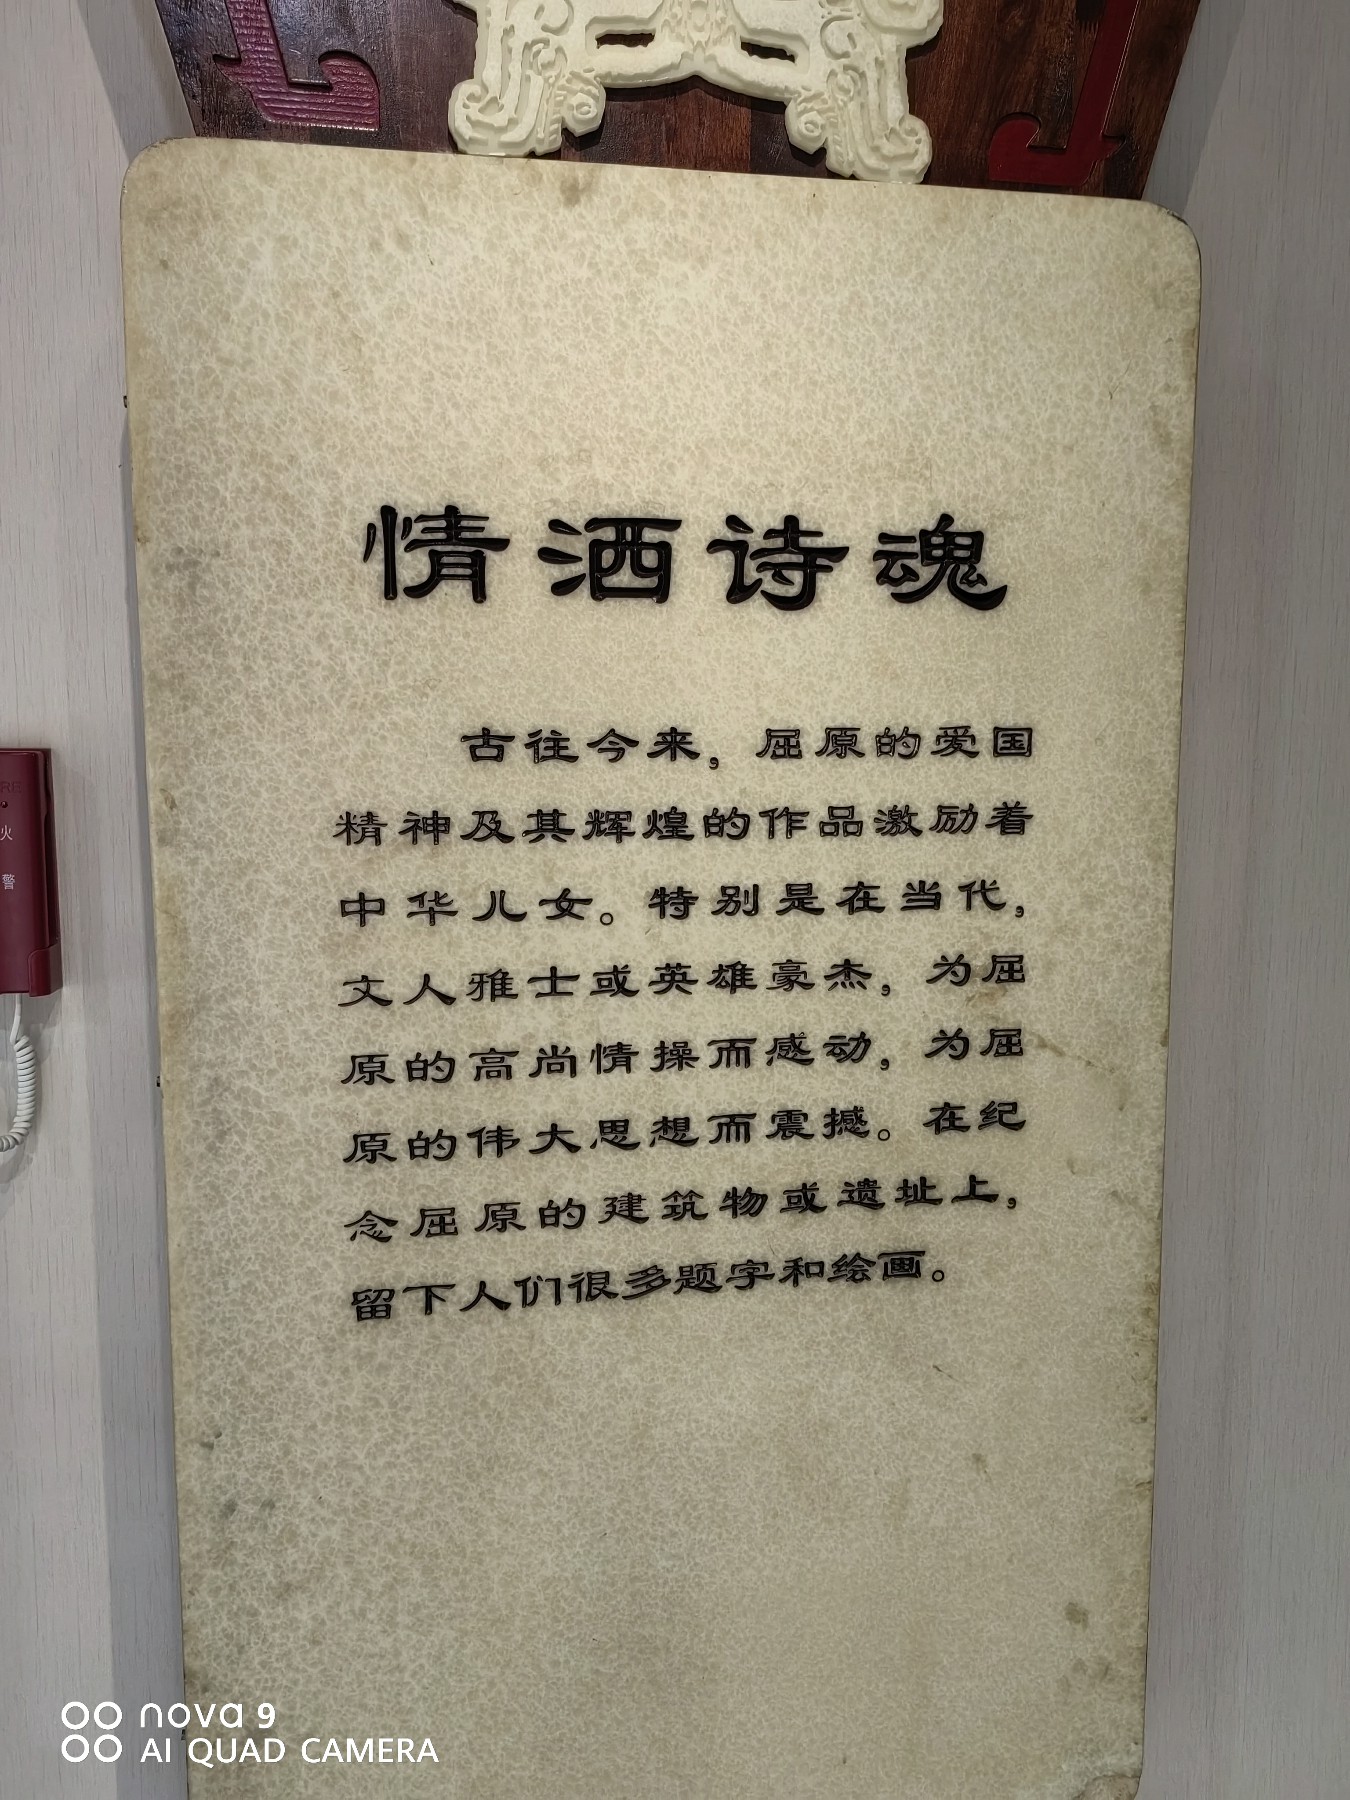 情洒诗魂
古往今来，屈原的爱国
精神及其辉煌的作品激励着
中华儿女。特别是在当代，
文人雅士或英雄豪杰，为屈
原的高尚情操而感动，为屈
原的伟大思想而震撼。在纪
念屈原的建筑物或遗址上，
留下人们很多题字和绘画。
RE
火
警
nova 9
AI QUAD CAMERA